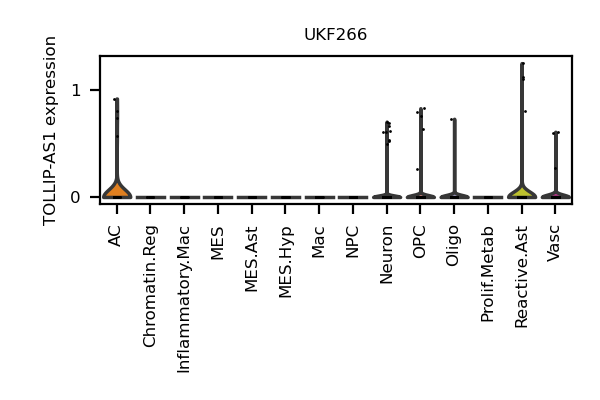 UKF266
TOLLIP-AS1 expression
1
0
AC
Chromatin.Reg
Inflammatory.Mac
MES
MES.Ast
MES.Hyp
Mac
NPC
Neuron
OPC
Oligo
Prolif.Metab
Reactive.Ast
Vasc